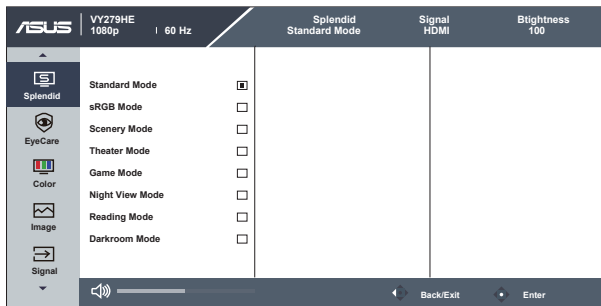 ASUS
VY279HE
1080p | 60 Hz
Splendid
Standard Mode
Signal
HDMI
Btightness
100
Splendid
EyeCare
Color
Image
Signal
Standard Mode
sRGB Mode
Scenery Mode
Theater Mode
Game Mode
Night View Mode
Reading Mode
Darkroom Mode
Back/Exit
Enter